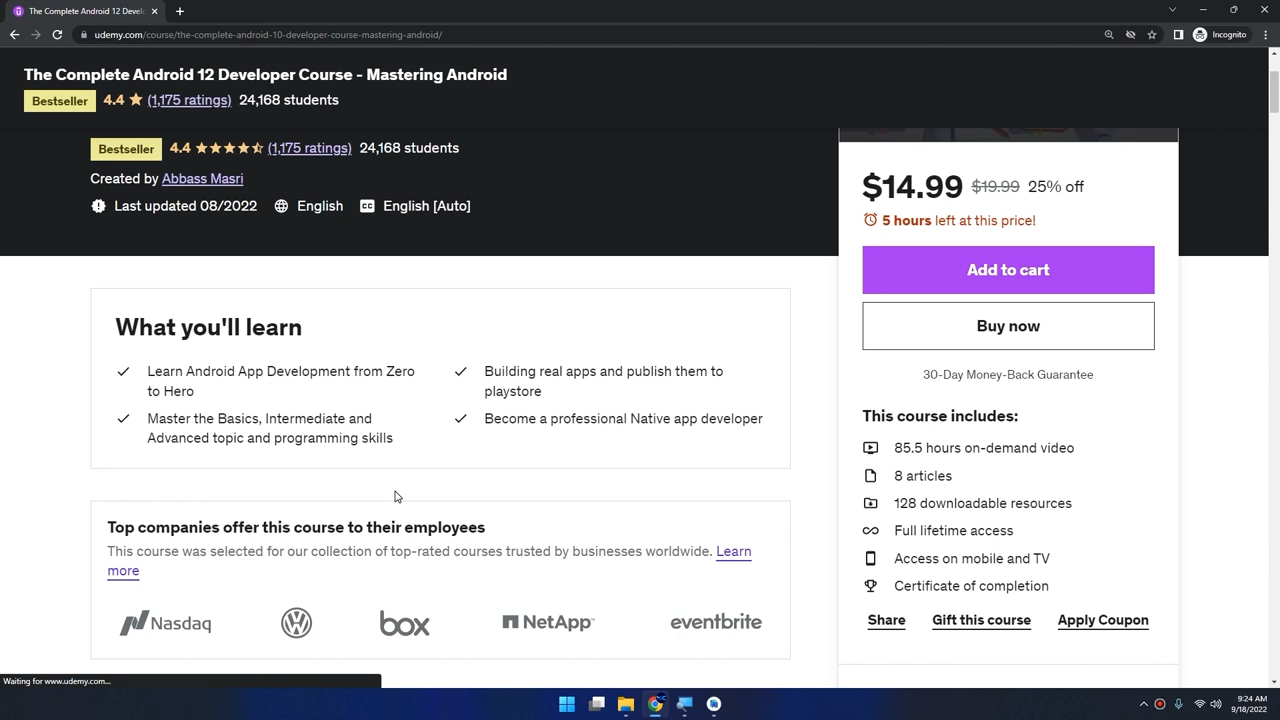 The Complete Android 12 Devel
Incognito
udemy.com/course/the-complete-android-10-developer-course-mastering-android/
The Complete Android 12 Developer Course - Mastering Android
Bestseller 4.4 (1,175 ratings) 24,168 students
Bestseller 4.4 (1,175 ratings) 24,168 students
Created by Abbass Masri
Last updated 08/2022 English English [Auto]
$14.99 $19.99 25% off
5 hours left at this price!
Add to cart
Buy now
30-Day Money-Back Guarantee
This course includes:
85.5 hours on-demand video
8 articles
128 downloadable resources
Full lifetime access
Access on mobile and TV
Certificate of completion
Share Gift this course Apply Coupon
What you'll learn
Learn Android App Development from Zero
to Hero
Building real apps and publish them to
playstore
Master the Basics, Intermediate and
Advanced topic and programming skills
Become a professional Native app developer
Top companies offer this course to their employees
This course was selected for our collection of top-rated courses trusted by businesses worldwide. Learn
more
Nasdaq box NetApp eventbrite
Waiting for www.udemy.com...
9:24 AM
9/18/2022